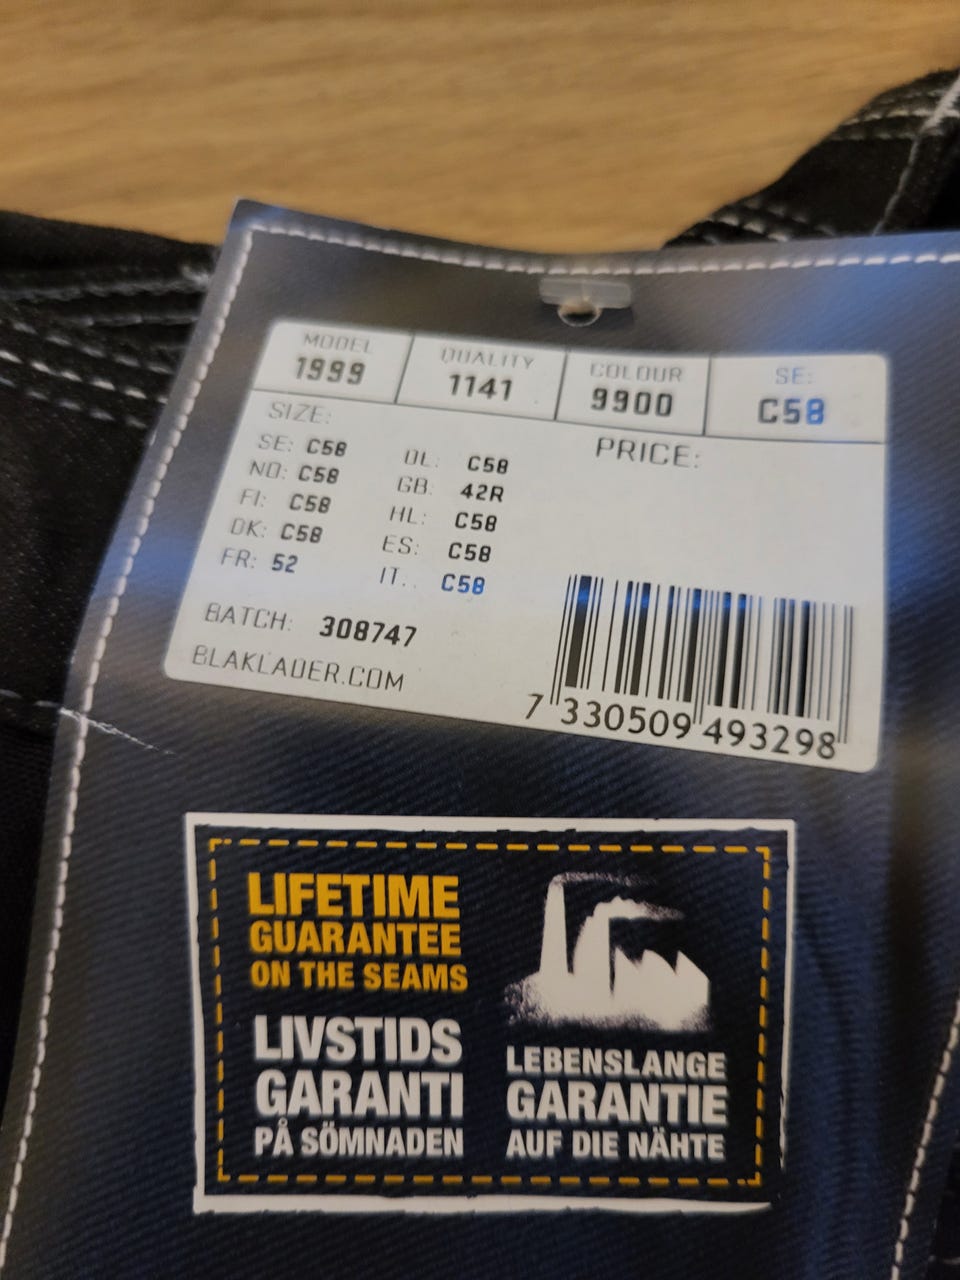 MODEL QUALITY COLOUR SE:
1999 1141 9900 C58
SIZE: PRICE:
SE: C58 DL: C58
NO: C58 GB: 42R
FI: C58 HL: C58
DK: C58 ES: C58
FR: 52 IT.. C58
BATCH: 308747
BLAKLADER.COM
7 330509 493298
LIFETIME
GUARANTEE
ON THE SEAMS
LIVSTIDS
GARANTI
PÅ SÖMNADEN
LEBENSLANGE
GARANTIE
AUF DIE NÄHTE